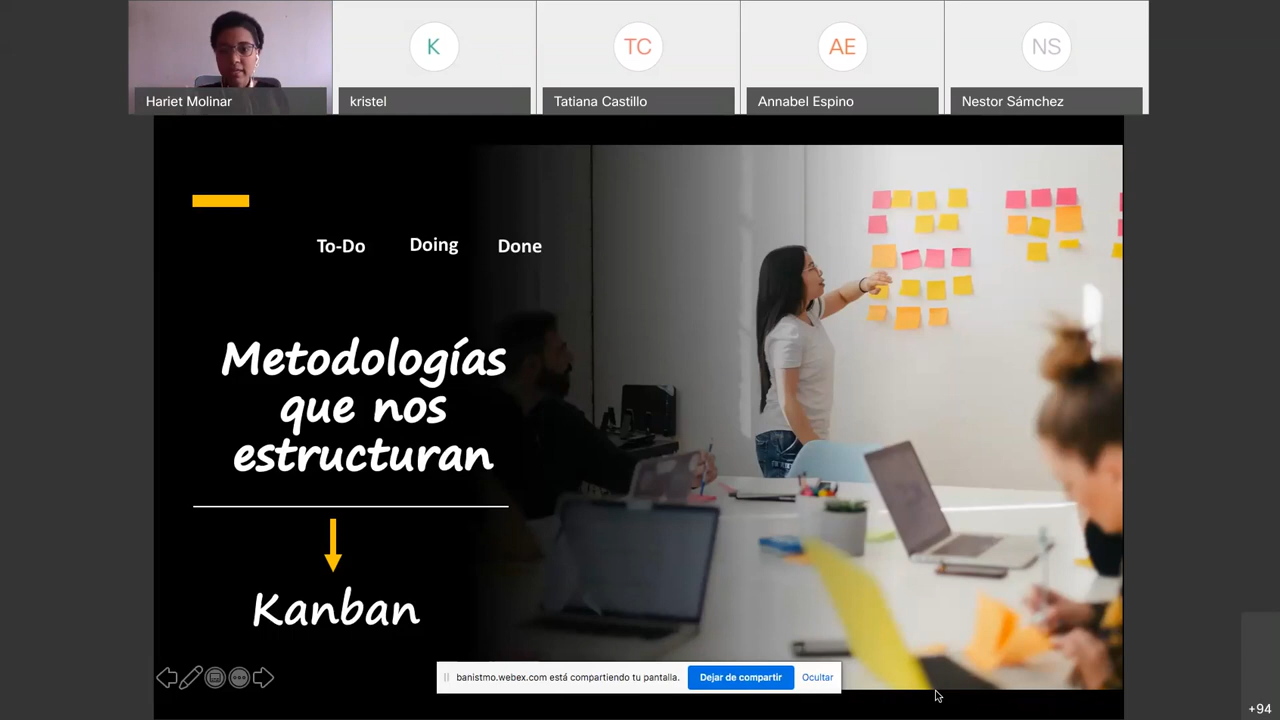 K
TC
AE
NS
Hariet Molinar
kristel
Tatiana Castillo
Annabel Espino
Nestor Sámchez
To-Do
Doing
Done
Metodologías
que nos
estructuran
Kanban
banistmo.webex.com está compartiendo tu pantalla.
Dejar de compartir
Ocultar
+94